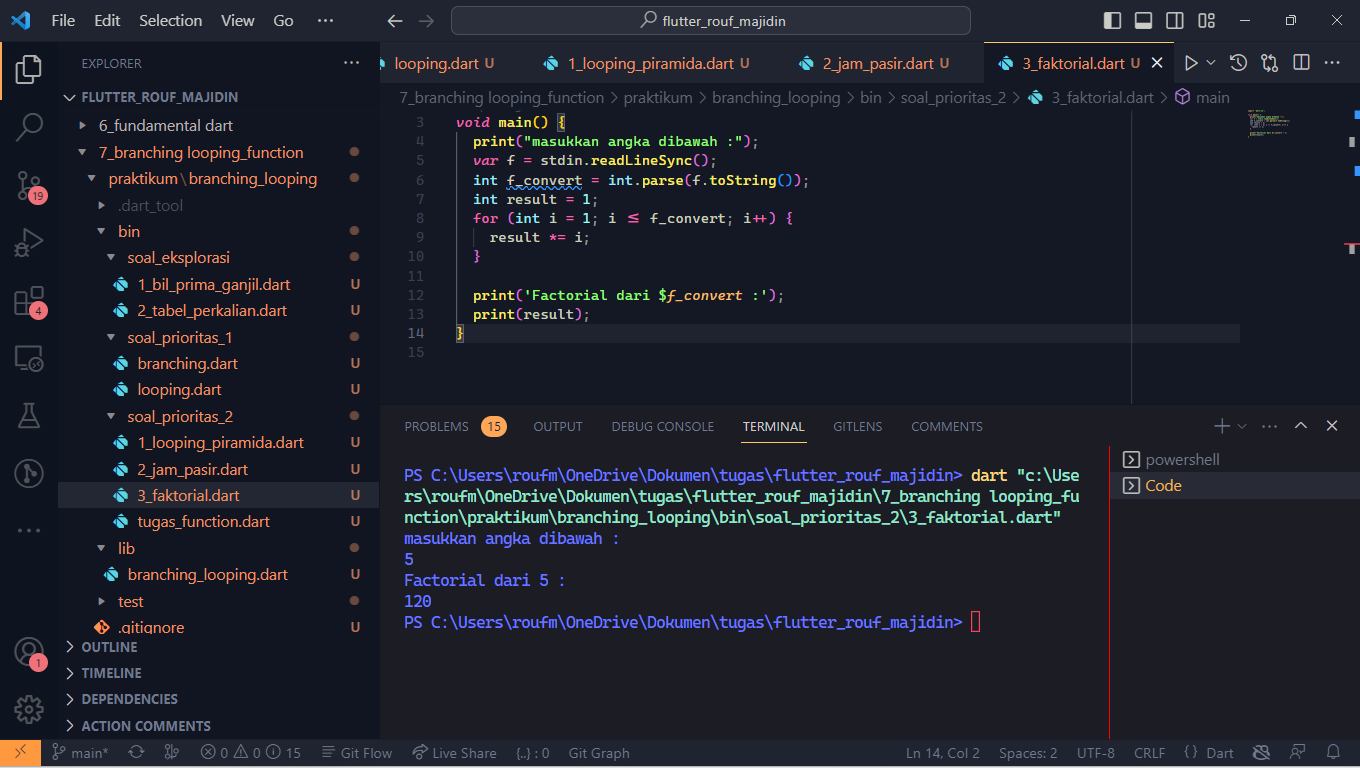 File Edit Selection View Go ··· flutter_rouf_majidin
EXPLORER ···
FLUTTER_ROUF_MAJIDIN
6_fundamental dart
7_branching looping_function
praktikum\branching_looping
.dart_tool
bin
soal_eksplorasi
1_bil_prima_ganjil.dart U
2_tabel_perkalian.dart U
soal_prioritas_1
branching.dart U
looping.dart U
soal_prioritas_2
1_looping_piramida.dart U
2_jam_pasir.dart U
3_faktorial.dart U
tugas_function.dart U
lib
branching_looping.dart U
test
.gitignore U
OUTLINE
TIMELINE
DEPENDENCIES
ACTION COMMENTS
19
4
1
looping.dart U 1_looping_piramida.dart U 2_jam_pasir.dart U 3_faktorial.dart U
7_branching looping_function > praktikum > branching_looping > bin > soal_prioritas_2 > 3_faktorial.dart > main
3 void main() {
4 print("masukkan angka dibawah :");
5 var f = stdin.readLineSync();
6 int f_convert = int.parse(f.toString());
7 int result = 1;
8 for (int i = 1; i ≤ f_convert; i++) {
9 result *= i;
10 }
11
12 print('Factorial dari $f_convert :');
13 print(result);
14 }
15
PROBLEMS 15 OUTPUT DEBUG CONSOLE TERMINAL GITLENS COMMENTS
PS C:\Users\roufm\OneDrive\Dokumen\tugas\flutter_rouf_majidin> dart "c:\Use
rs\roufm\OneDrive\Dokumen\tugas\flutter_rouf_majidin\7_branching looping_fu
nction\praktikum\branching_looping\bin\soal_prioritas_2\3_faktorial.dart"
masukkan angka dibawah :
5
Factorial dari 5 :
120
PS C:\Users\roufm\OneDrive\Dokumen\tugas\flutter_rouf_majidin>
powershell
Code
main* 0 0 15 Git Flow Live Share {..} : 0 Git Graph Ln 14, Col 2 Spaces: 2 UTF-8 CRLF {} Dart